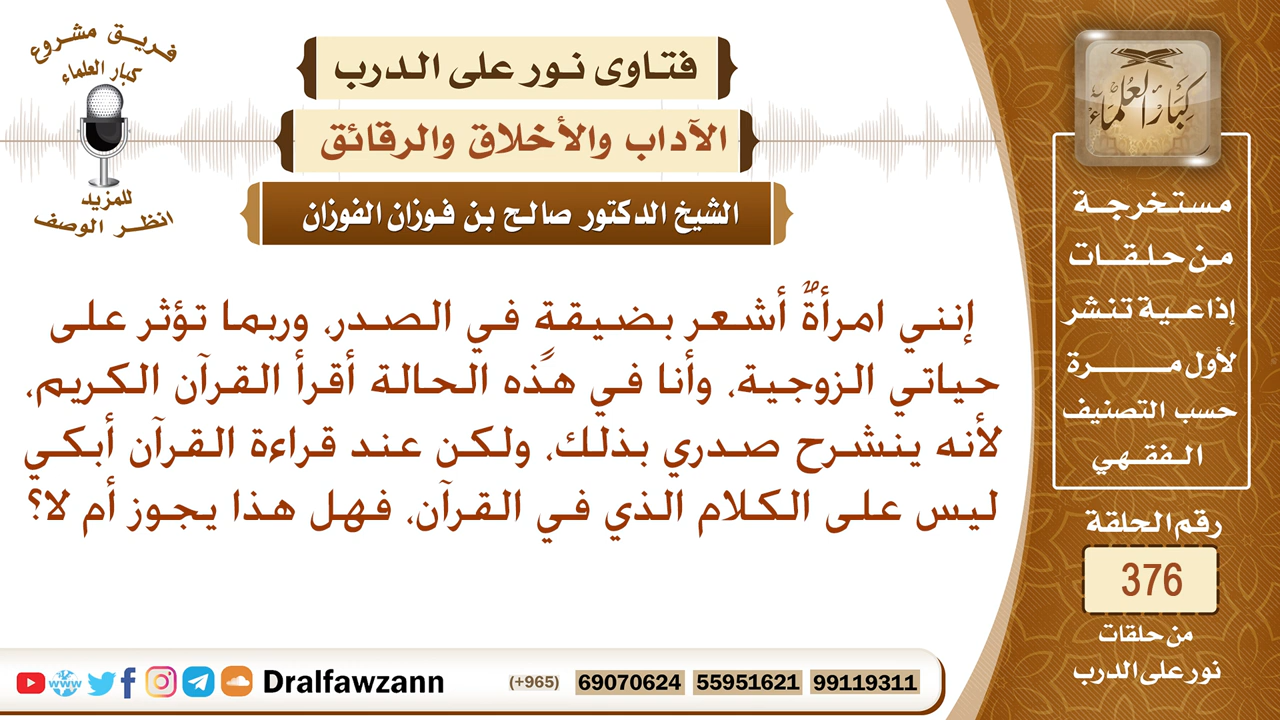 فريق مشروع
كبار العلماء
للمزيد
انظر الوصف
فتاوى نور على الدرب
الآداب والأخلاق والرقائق
الشيخ الدكتور صالح بن فوزان الفوزان
إنني امرأةٌ أشعر بضيقةٍ في الصدر، وربما تؤثر على
حياتي الزوجية، وأنا في هذه الحالة أقرأ القرآن الكريم،
لأنه ينشرح صدري بذلك، ولكن عند قراءة القرآن أبكي
ليس على الكلام الذي في القرآن، فهل هذا يجوز أم لا؟
كبار العلماء
مستخرجة
من حلقات
إذاعية تنشر
لأول مرة
حسب التصنيف
الفقهي
رقم الحلقة
376
من حلقات
نور على الدرب
www
Dralfawzann
(+965) 69070624 55951621 99119311